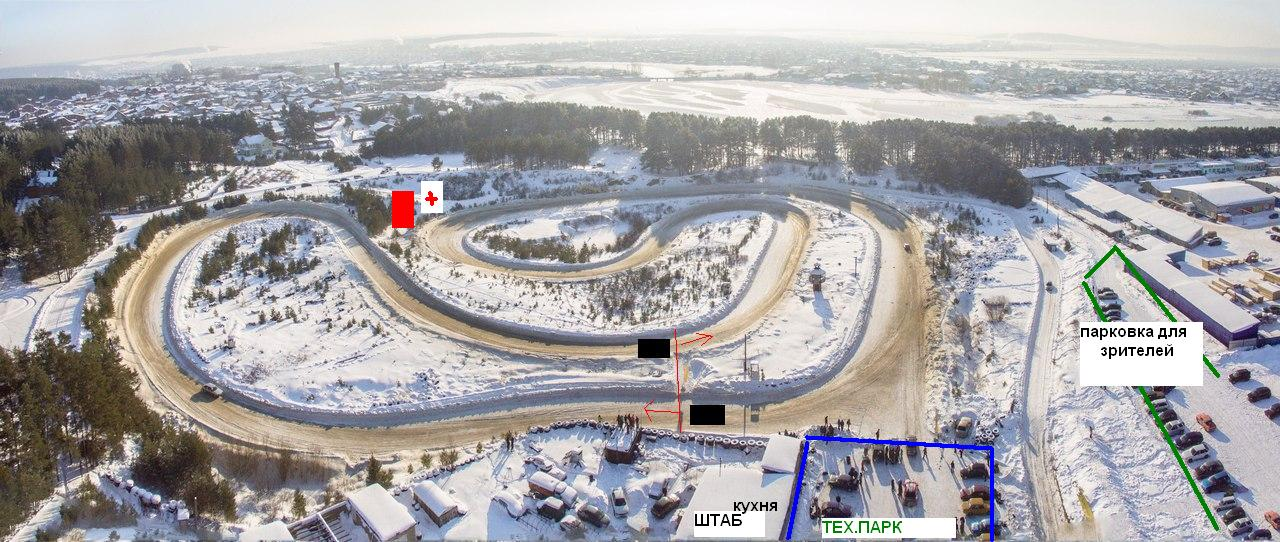 парковка для
зрителей
кухня
ШТАБ
ТЕХ.ПАРК